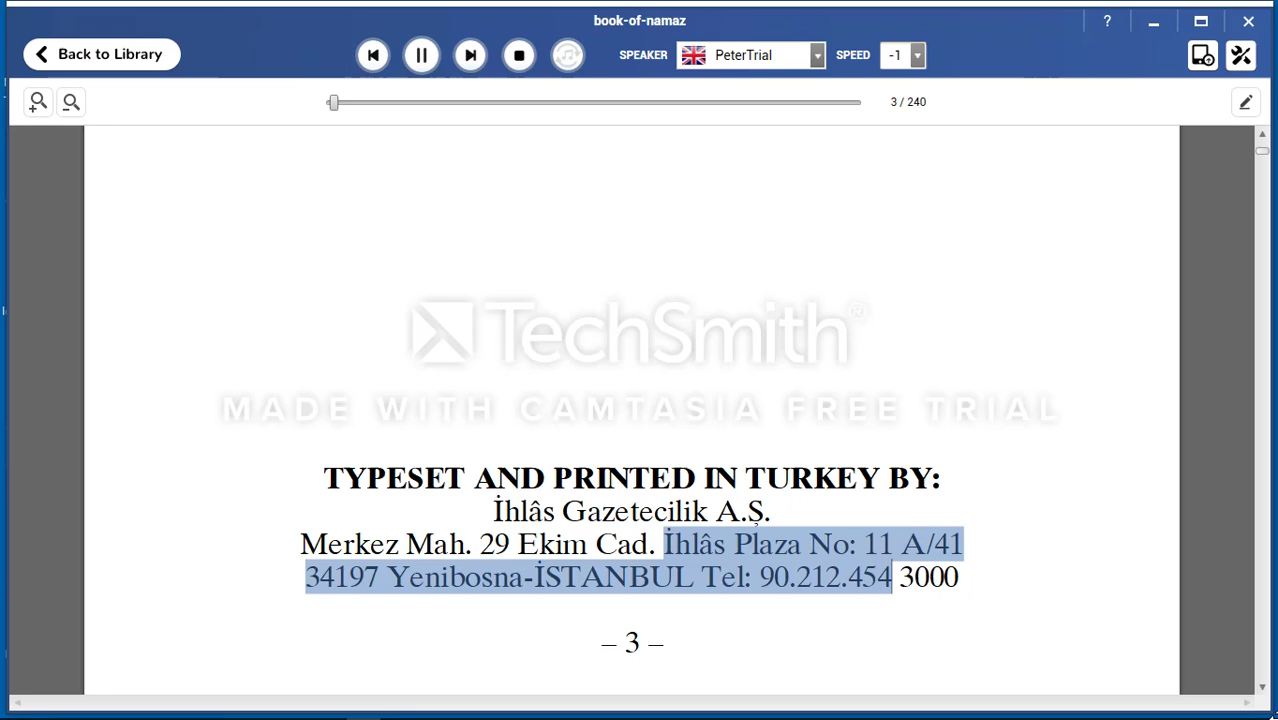 book-of-namaz
?
Back to Library
SPEAKER PeterTrial SPEED -1
3 / 240
TechSmith®
MADE WITH CAMTASIA FREE TRIAL
TYPESET AND PRINTED IN TURKEY BY:
İhlâs Gazetecilik A.Ş.
Merkez Mah. 29 Ekim Cad. İhlâs Plaza No: 11 A/41
34197 Yenibosna-İSTANBUL Tel: 90.212.454 3000
– 3 –